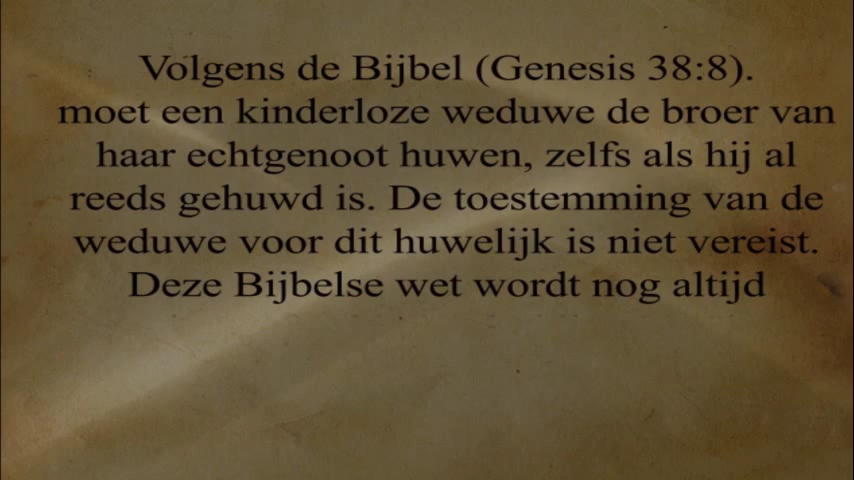 Volgens de Bijbel (Genesis 38:8).
moet een kinderloze weduwe de broer van
haar echtgenoot huwen, zelfs als hij al
reeds gehuwd is. De toestemming van de
weduwe voor dit huwelijk is niet vereist.
Deze Bijbelse wet wordt nog altijd